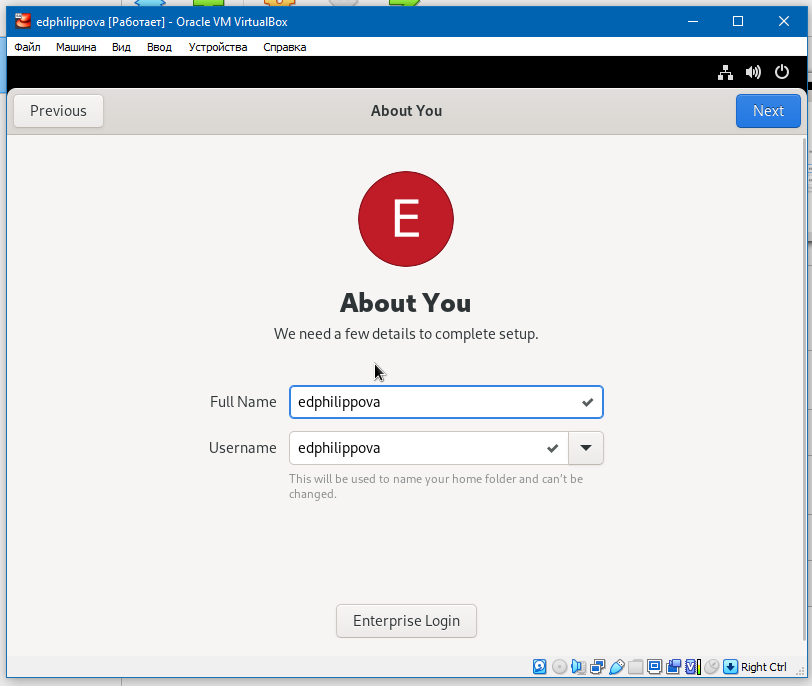 edphilippova [Работает] - Oracle VM VirtualBox
Файл Машина Вид Ввод Устройства Справка
Previous About You Next
E
About You
We need a few details to complete setup.
Full Name edphilippova
Username edphilippova
This will be used to name your home folder and can't be
changed.
Enterprise Login
Right Ctrl